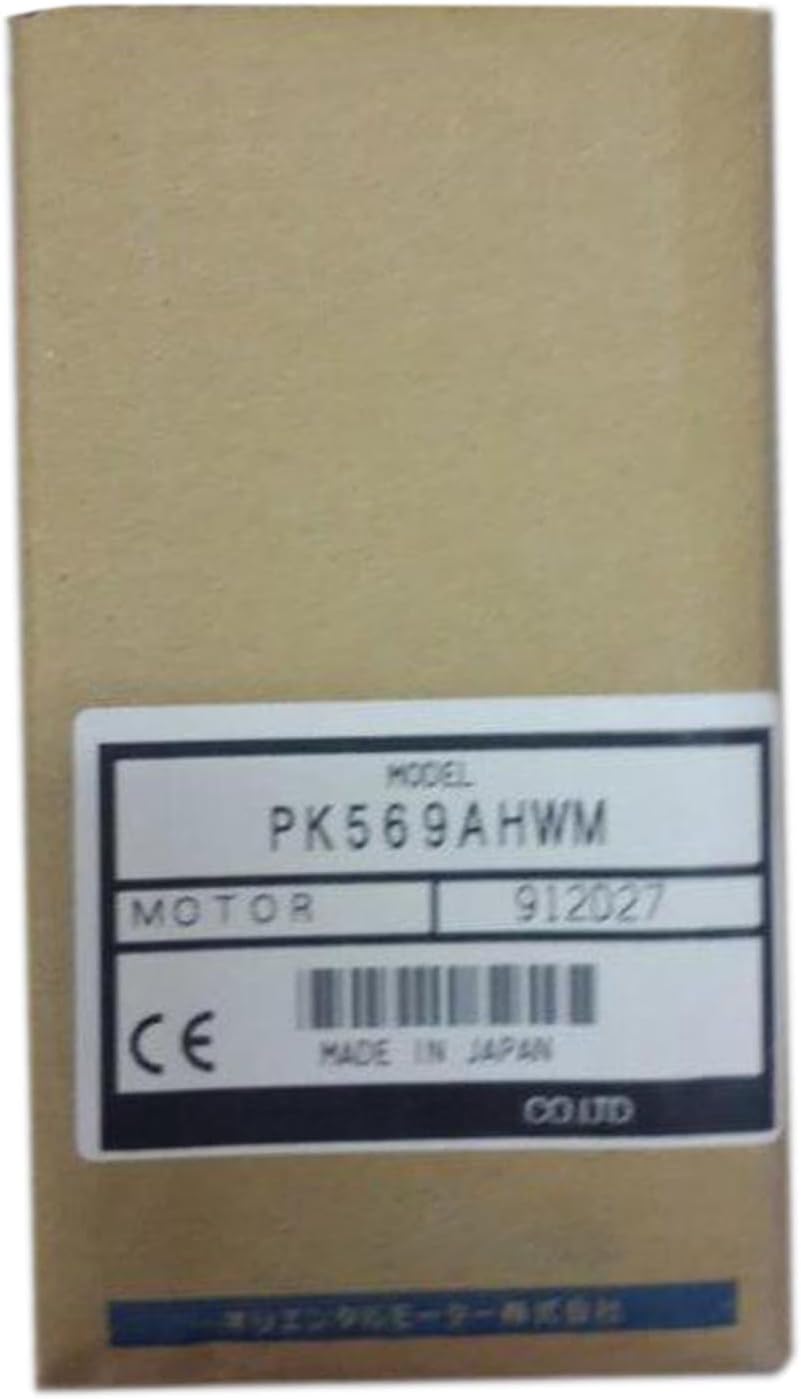 MODEL
PK569AHWM
MOTOR 912027
CE
MADE IN JAPAN
CO.LTD
オリエンタルモーター株式会社